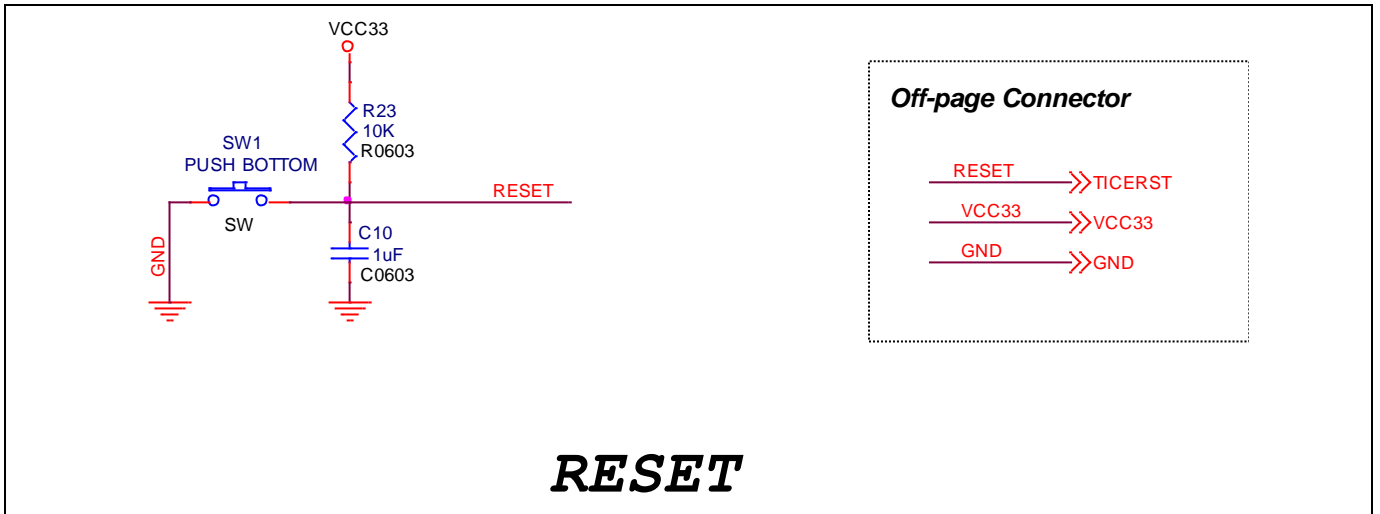 VCC33
R23
10K
R0603
SW1
PUSH BOTTOM
SW
RESET
GND
C10
1uF
C0603
Off-page Connector
RESET
TICERST
VCC33
VCC33
GND
GND
RESET